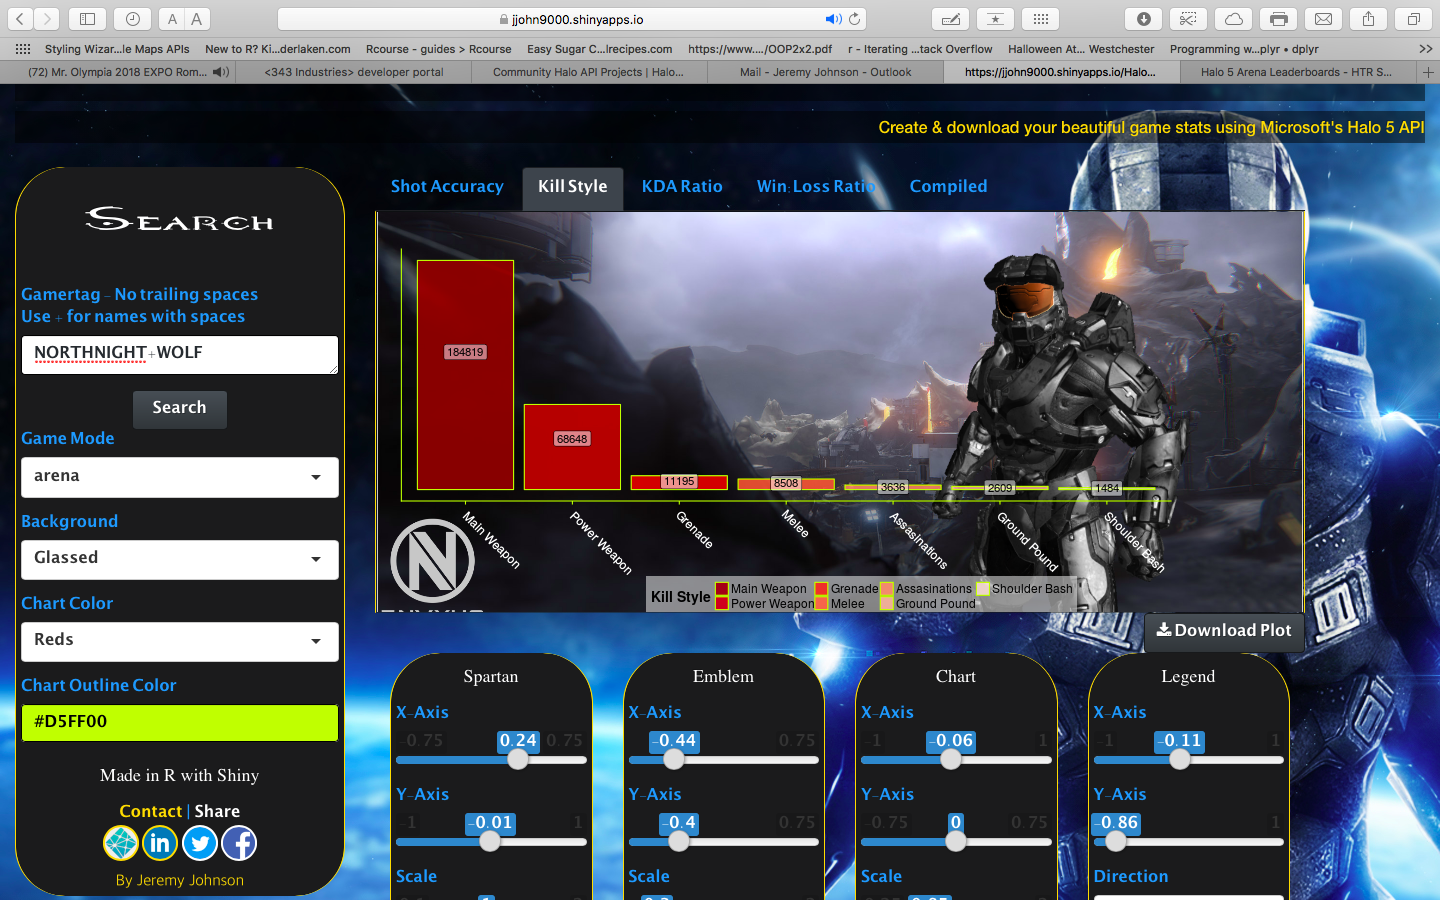 jjohn9000.shinyapps.io
A A
Styling Wizar...le Maps APIs New to R? Ki...derlaken.com Rcourse - guides > Rcourse Easy Sugar C...lrecipes.com https://www..../OOP2x2.pdf r - Iterating ...tack Overflow Halloween At... Westchester Programming w...plyr • dplyr
(72) Mr. Olympia 2018 EXPO Rom... <343 Industries> developer portal Community Halo API Projects | Halo... Mail - Jeremy Johnson - Outlook https://jjohn9000.shinyapps.io/Halo... Halo 5 Arena Leaderboards - HTR S...
Create & download your beautiful game stats using Microsoft's Halo 5 API
Search
Gamertag - No trailing spaces
Use + for names with spaces
NORTHNIGHT+WOLF
Search
Game Mode
arena
Background
Glassed
Chart Color
Reds
Chart Outline Color
#D5FF00
Made in R with Shiny
Contact | Share
in f
By Jeremy Johnson
Shot Accuracy Kill Style KDA Ratio Win:Loss Ratio Compiled
184819
68648
11195
8508
3636
2609
1484
Main Weapon
Power Weapon
Grenade
Melee
Assasinations
Ground Pound
Shoulder Bash
N
Kill Style
Main Weapon Grenade Assasinations Shoulder Bash
Power Weapon Melee Ground Pound
Download Plot
Spartan
X-Axis
-0.75 0.24 0.75
Y-Axis
-1 -0.01 1
Scale
Emblem
X-Axis
-0.44 0.75
Y-Axis
-0.4 0.75
Scale
Chart
X-Axis
-1 -0.06 1
Y-Axis
-0.75 0 0.75
Scale
Legend
X-Axis
-1 -0.11 1
Y-Axis
-0.86 1
Direction